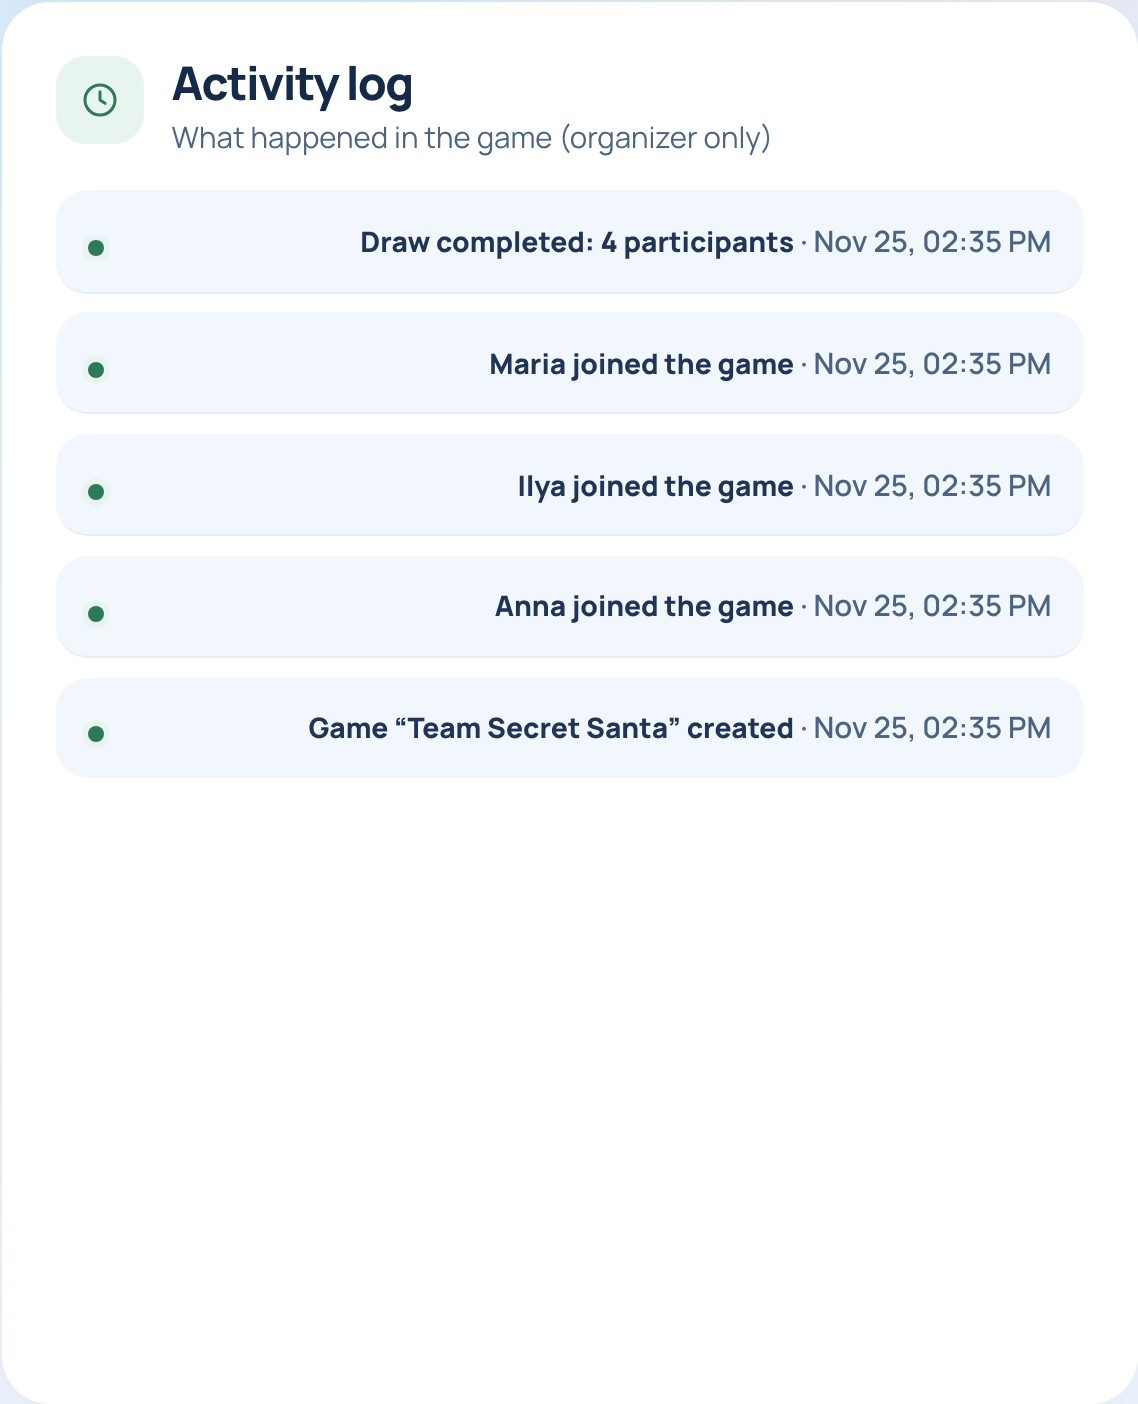 Activity log
What happened in the game (organizer only)
Draw completed: 4 participants · Nov 25, 02:35 PM
Maria joined the game · Nov 25, 02:35 PM
Ilya joined the game · Nov 25, 02:35 PM
Anna joined the game · Nov 25, 02:35 PM
Game “Team Secret Santa” created · Nov 25, 02:35 PM